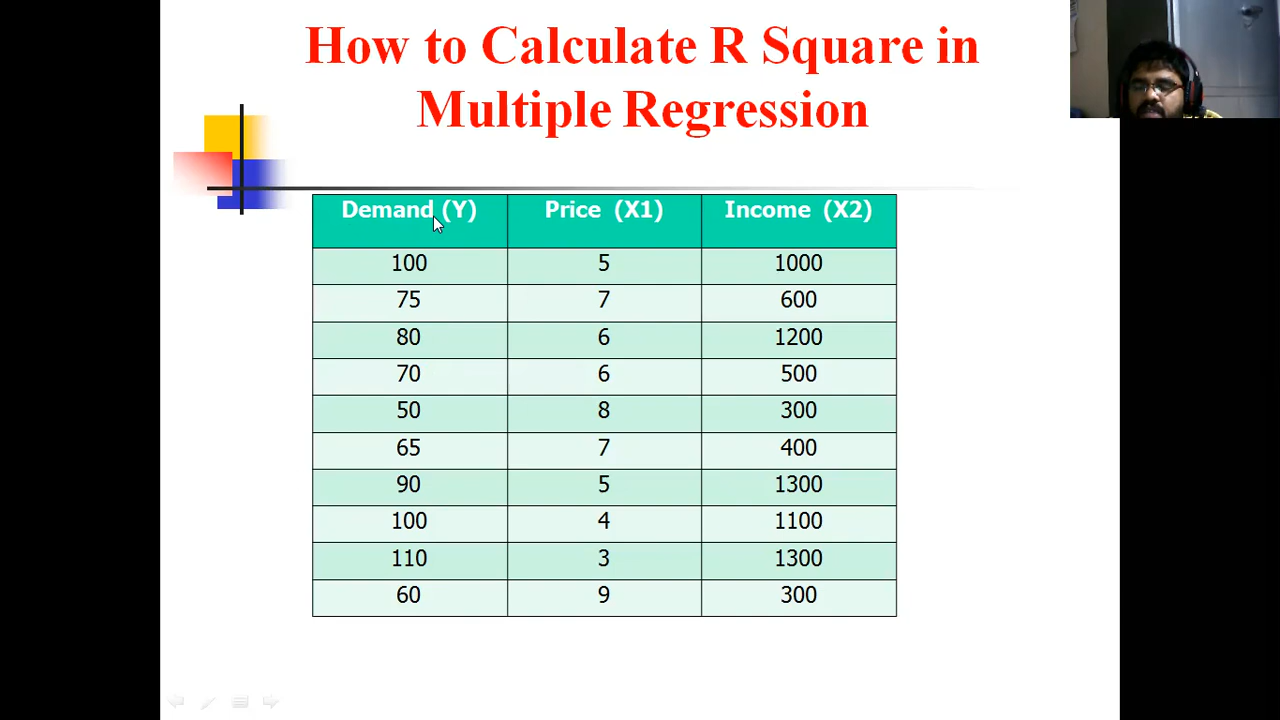 How to Calculate R Square in
Multiple Regression
Demand (Y) Price (X1) Income (X2)
100 5 1000
75 7 600
80 6 1200
70 6 500
50 8 300
65 7 400
90 5 1300
100 4 1100
110 3 1300
60 9 300